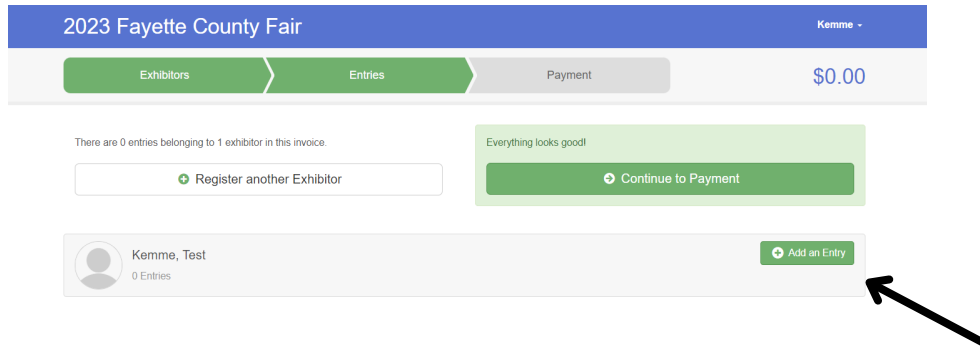 2023 Fayette County Fair
Kemme
Exhibitors
Entries
Payment
$0.00
There are 0 entries belonging to 1 exhibitor in this invoice.
Register another Exhibitor
Everything looks good!
Continue to Payment
Kemme, Test
0 Entries
Add an Entry